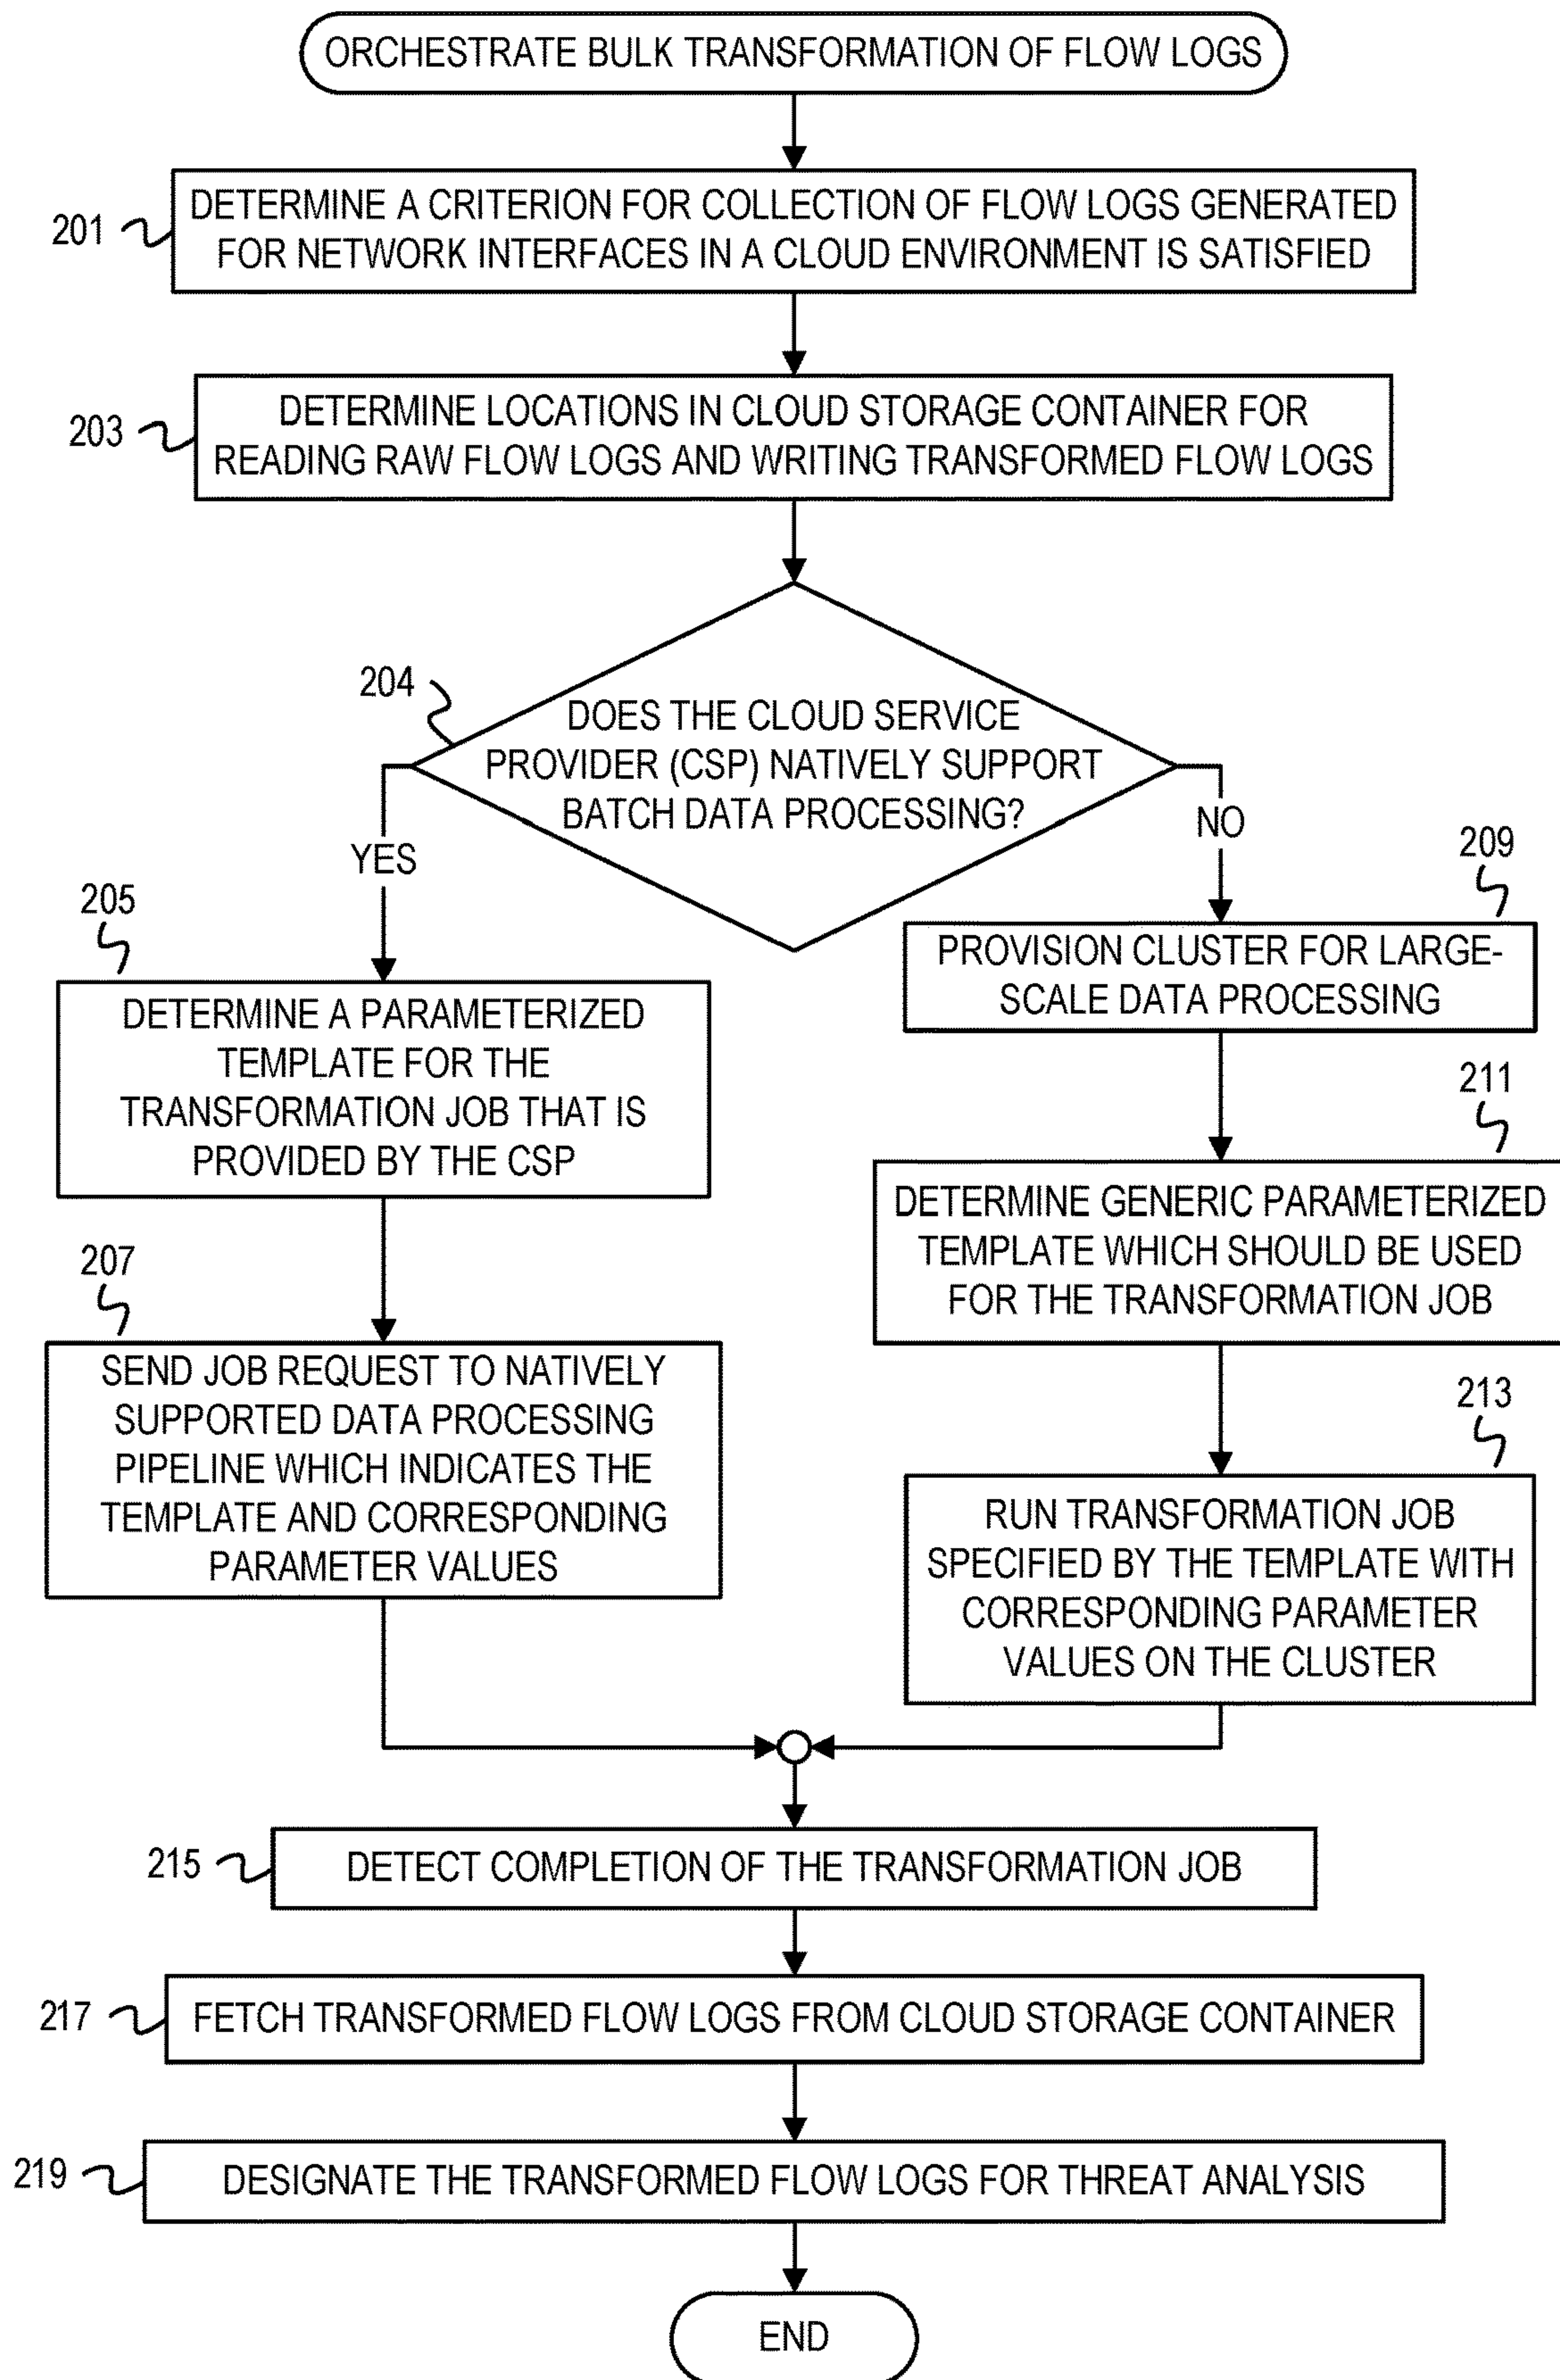 ORCHESTRATE BULK TRANSFORMATION OF FLOW LOGS
201
DETERMINE A CRITERION FOR COLLECTION OF FLOW LOGS GENERATED
FOR NETWORK INTERFACES IN A CLOUD ENVIRONMENT IS SATISFIED
203
DETERMINE LOCATIONS IN CLOUD STORAGE CONTAINER FOR
READING RAW FLOW LOGS AND WRITING TRANSFORMED FLOW LOGS
204
DOES THE CLOUD SERVICE
PROVIDER (CSP) NATIVELY SUPPORT
BATCH DATA PROCESSING?
YES
205
DETERMINE A PARAMETERIZED
TEMPLATE FOR THE
TRANSFORMATION JOB THAT IS
PROVIDED BY THE CSP
207
SEND JOB REQUEST TO NATIVELY
SUPPORTED DATA PROCESSING
PIPELINE WHICH INDICATES THE
TEMPLATE AND CORRESPONDING
PARAMETER VALUES
NO
209
PROVISION CLUSTER FOR LARGE-
SCALE DATA PROCESSING
211
DETERMINE GENERIC PARAMETERIZED
TEMPLATE WHICH SHOULD BE USED
FOR THE TRANSFORMATION JOB
213
RUN TRANSFORMATION JOB
SPECIFIED BY THE TEMPLATE WITH
CORRESPONDING PARAMETER
VALUES ON THE CLUSTER
215
DETECT COMPLETION OF THE TRANSFORMATION JOB
217
FETCH TRANSFORMED FLOW LOGS FROM CLOUD STORAGE CONTAINER
219
DESIGNATE THE TRANSFORMED FLOW LOGS FOR THREAT ANALYSIS
END